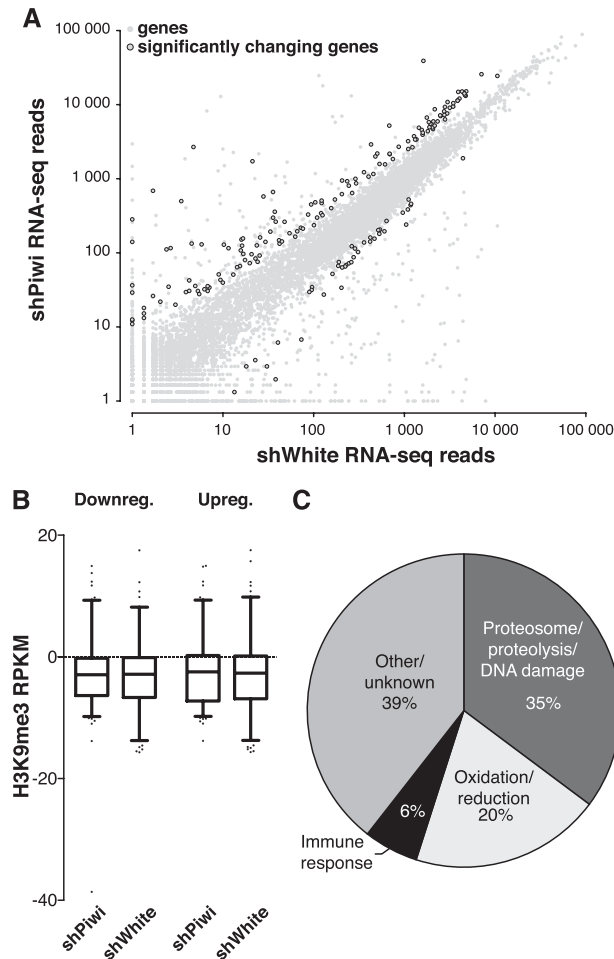 A
genes
significantly changing genes
100 000
10 000
1 000
100
10
1
shPiwi RNA-seq reads
1
10
100
1 000
10 000
100 000
shWhite RNA-seq reads
B
Downreg.
Upreg.
20
0
-20
-40
H3K9me3 RPKM
shPiwi
shWhite
shPiwi
shWhite
C
Proteosome/
proteolysis/
DNA damage
35%
Other/
unknown
39%
Oxidation/
reduction
20%
6%
Immune
response